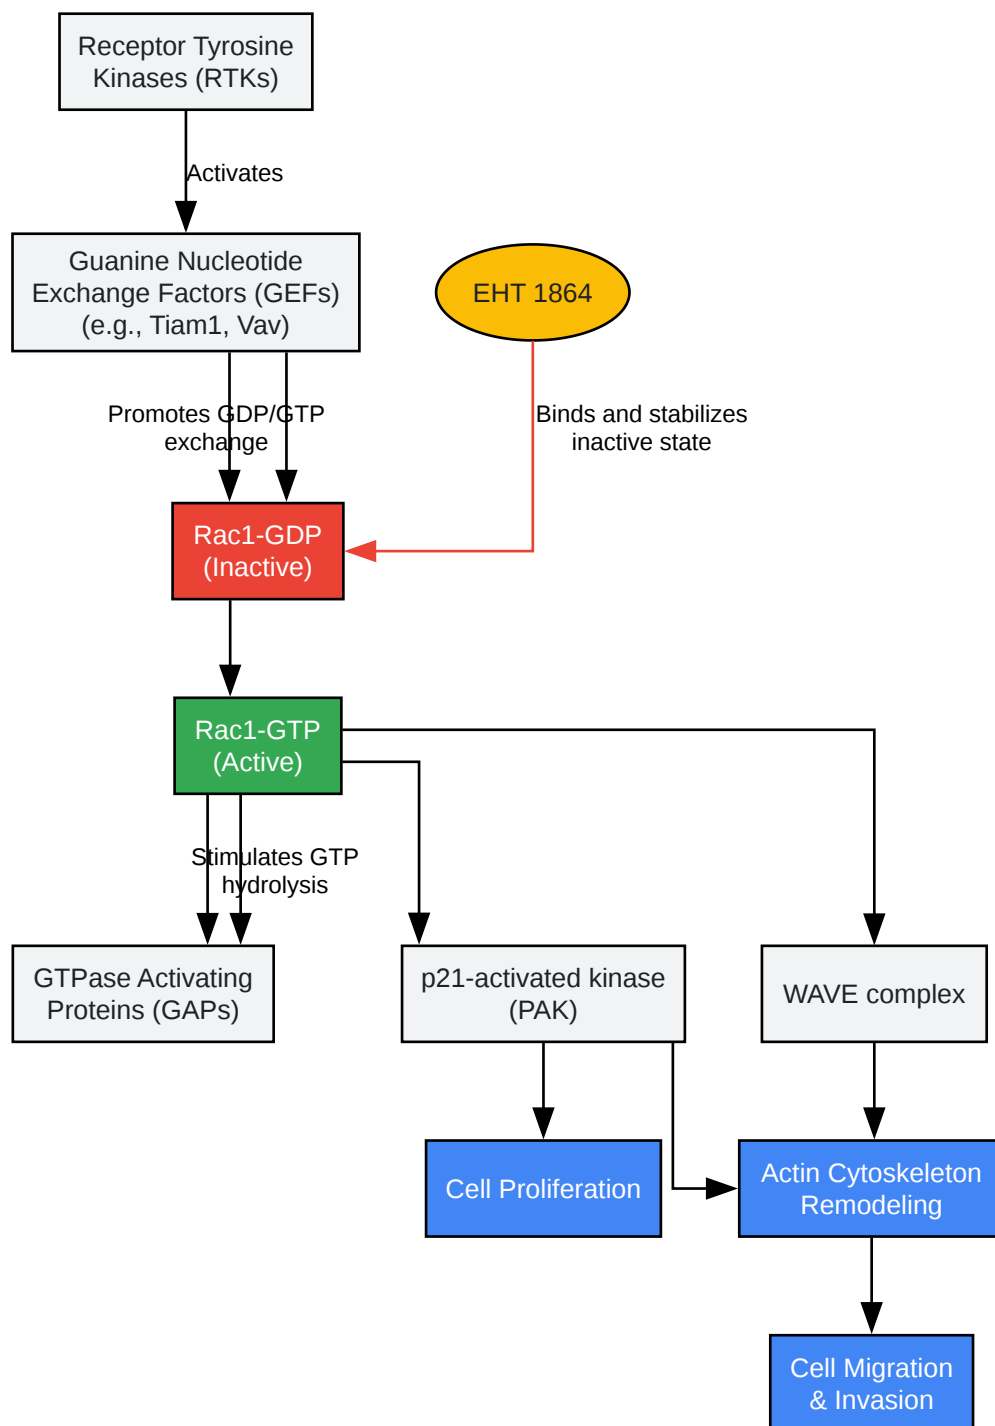 Receptor Tyrosine
Kinases (RTKs)
Activates
Guanine Nucleotide
Exchange Factors (GEFs)
(e.g., Tiam1, Vav)
EHT 1864
Promotes GDP/GTP
exchange
Binds and stabilizes
inactive state
Rac1-GDP
(Inactive)
Rac1-GTP
(Active)
Stimulates GTP
hydrolysis
GTPase Activating
Proteins (GAPs)
p21-activated kinase
(PAK)
WAVE complex
Cell Proliferation
Actin Cytoskeleton
Remodeling
Cell Migration
& Invasion